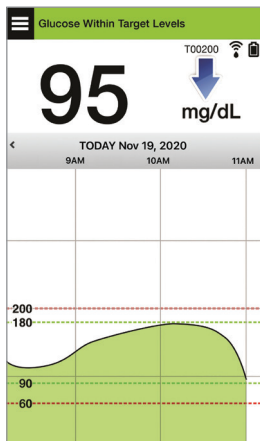 Glucose Within Target Levels
T00200
95
mg/dL
< TODAY Nov 19, 2020
9AM 10AM 11AM
200
180
90
60